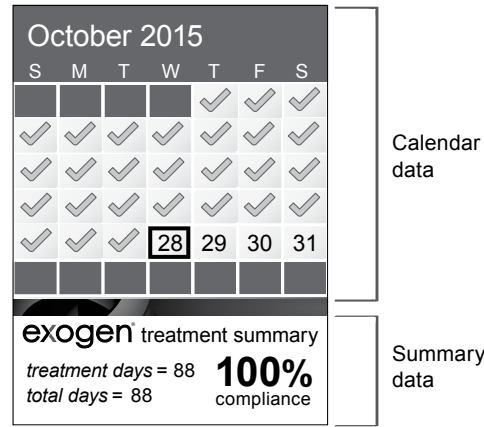 October 2015
S M T W T F S
28 29 30 31
Calendar
data
exogen® treatment summary
treatment days = 88
total days = 88
100%
compliance
Summary
data